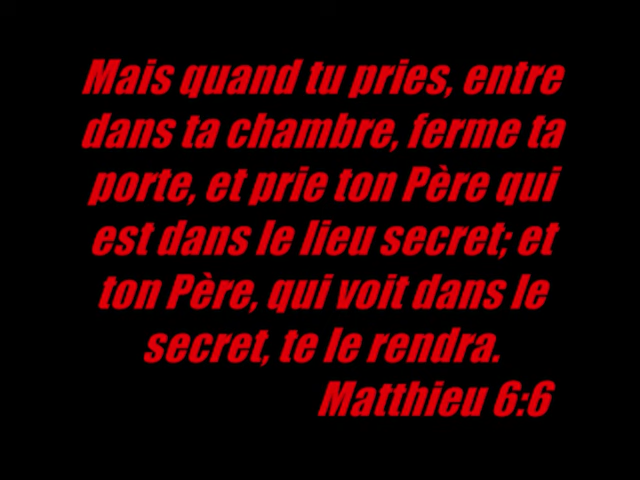 Mais quand tu pries, entre
dans ta chambre, ferme ta
porte, et prie ton Père qui
est dans le lieu secret; et
ton Père, qui voit dans le
secret, te le rendra.
Matthieu 6:6